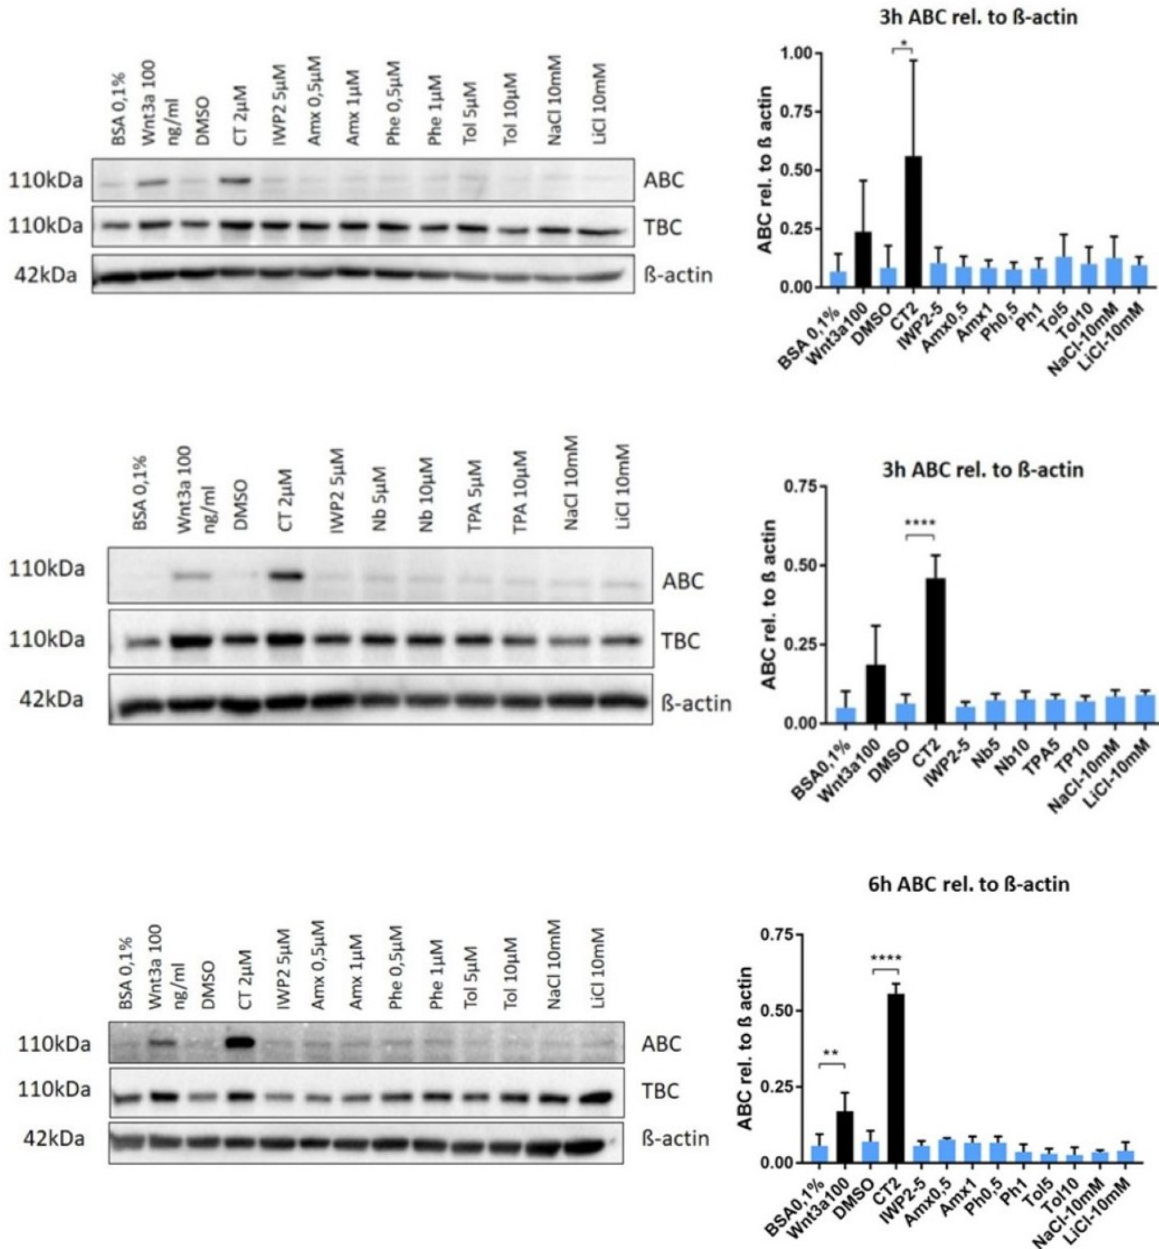 BSA 0,1%
Wnt3a 100
ng/ml
DMSO
CT 2µM
IWP2 5µM
Amx 0,5µM
Amx 1µM
Phe 0,5µM
Phe 1µM
Tol 5µM
Tol 10µM
NaCl 10mM
LiCl 10mM
110kDa ABC
110kDa TBC
42kDa ß-actin
3h ABC rel. to ß-actin
ABC rel. to ß actin
1.00
0.75
0.50
0.25
0.00
*
BSA 0,1%
Wnt3a100
DMSO
CT2
IWP2-5
Amx0,5
Amx1
Ph0,5
Ph1
Tol5
Tol10
NaCl-10mM
LiCl-10mM
BSA 0,1%
Wnt3a 100
ng/ml
DMSO
CT 2µM
IWP2 5µM
Nb 5µM
Nb 10µM
TPA 5µM
TPA 10µM
NaCl 10mM
LiCl 10mM
110kDa ABC
110kDa TBC
42kDa ß-actin
3h ABC rel. to ß-actin
ABC rel. to ß actin
0.75
0.50
0.25
0.00
****
BSA0,1%
Wnt3a100
DMSO
CT2
IWP2-5
Nb5
Nb10
TPA5
TP10
NaCl-10mM
LiCl-10mM
BSA 0,1%
Wnt3a 100
ng/ml
DMSO
CT 2µM
IWP2 5µM
Amx 0,5µM
Amx 1µM
Phe 0,5µM
Phe 1µM
Tol 5µM
Tol 10µM
NaCl 10mM
LiCl 10mM
110kDa ABC
110kDa TBC
42kDa ß-actin
6h ABC rel. to ß-actin
ABC rel. to ß actin
0.75
0.50
0.25
0.00
**
****
BSA0,1%
Wnt3a100
DMSO
CT2
IWP2-5
Amx0,5
Amx1
Ph0,5
Ph1
Tol5
Tol10
NaCl-10mM
LiCl-10mM